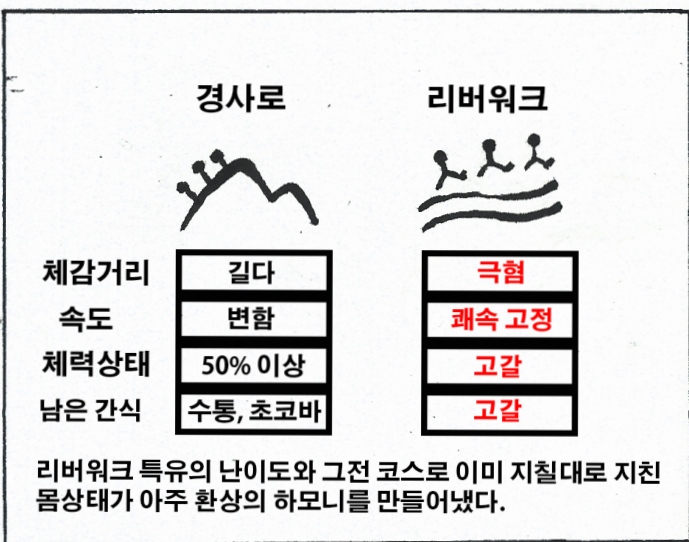 경사로 리버워크
체감거리 길다 극혐
속도 변함 쾌속 고정
체력상태 50% 이상 고갈
남은 간식 수통, 초코바 고갈
리버워크 특유의 난이도와 그전 코스로 이미 지칠대로 지친
몸상태가 아주 환상의 하모니를 만들어냈다.